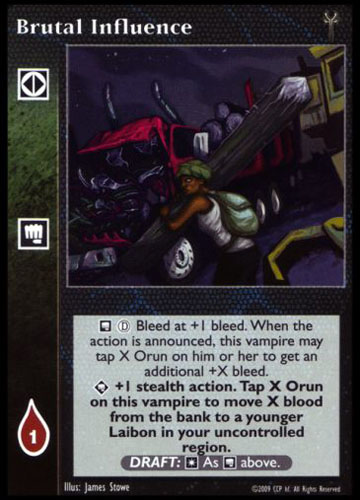 Brutal Influence
D Bleed at +1 bleed. When the
action is announced, this vampire may
tap X Orun on him or her to get an
additional +X bleed.
+1 stealth action. Tap X Orun
on this vampire to move X blood
from the bank to a younger
Laibon in your uncontrolled
region.
DRAFT: As above.
1
Illus: James Stowe
©2009 CCP hf. All Rights Reserved.